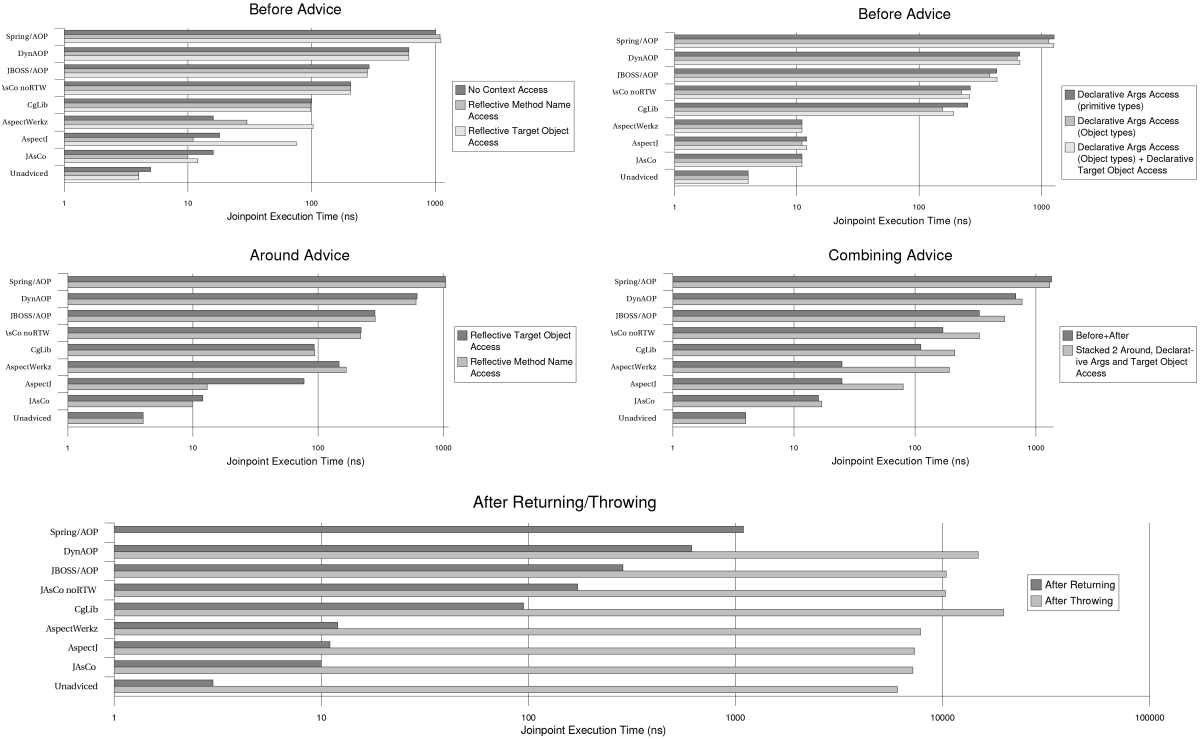 Before Advice
Spring/AOP
DynAOP
JBOSS/AOP
AsCo noRTW
CgLib
AspectWerkz
AspectJ
JAsCo
Unadviced
1 10 100 1000
Joinpoint Execution Time (ns)
No Context Access
Reflective Method Name
Access
Reflective Target Object
Access
Before Advice
Spring/AOP
DynAOP
JBOSS/AOP
AsCo noRTW
CgLib
AspectWerkz
AspectJ
JAsCo
Unadviced
1 10 100 1000
Joinpoint Execution Time (ns)
Declarative Args Access
(primitive types)
Declarative Args Access
(Object types)
Declarative Args Access
(Object types) + Declarative
Target Object Access
Around Advice
Spring/AOP
DynAOP
JBOSS/AOP
AsCo noRTW
CgLib
AspectWerkz
AspectJ
JAsCo
Unadviced
1 10 100 1000
Joinpoint Execution Time (ns)
Reflective Target Object
Access
Reflective Method Name
Access
Combining Advice
Spring/AOP
DynAOP
JBOSS/AOP
AsCo noRTW
CgLib
AspectWerkz
AspectJ
JAsCo
Unadviced
1 10 100 1000
Joinpoint Execution Time (ns)
Before+After
Stacked 2 Around, Declarat-
ive Args and Target Object
Access
After Returning/Throwing
Spring/AOP
DynAOP
JBOSS/AOP
JAsCo noRTW
CgLib
AspectWerkz
AspectJ
JAsCo
Unadviced
1 10 100 1000 10000 100000
Joinpoint Execution Time (ns)
After Returning
After Throwing